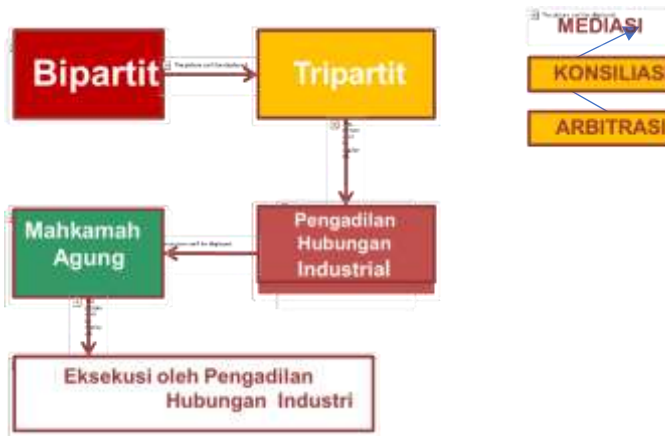 Bipartit
Tripartit
MEDIASI
KONSILIASI
ARBITRASI
Mahkamah
Agung
Pengadilan
Hubungan
Industrial
Eksekusi oleh Pengadilan
Hubungan Industri